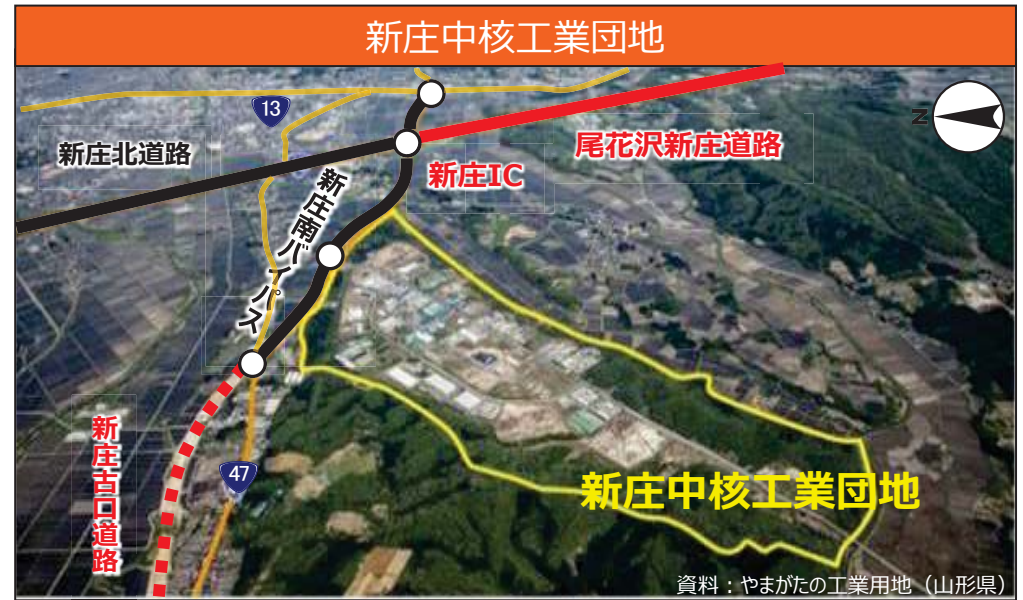 新庄中核工業団地
13
新庄北道路
尾花沢新庄道路
N
新庄IC
新庄南バイパス
新庄古口道路
47
新庄中核工業団地
資料：やまがたの工業用地（山形県）